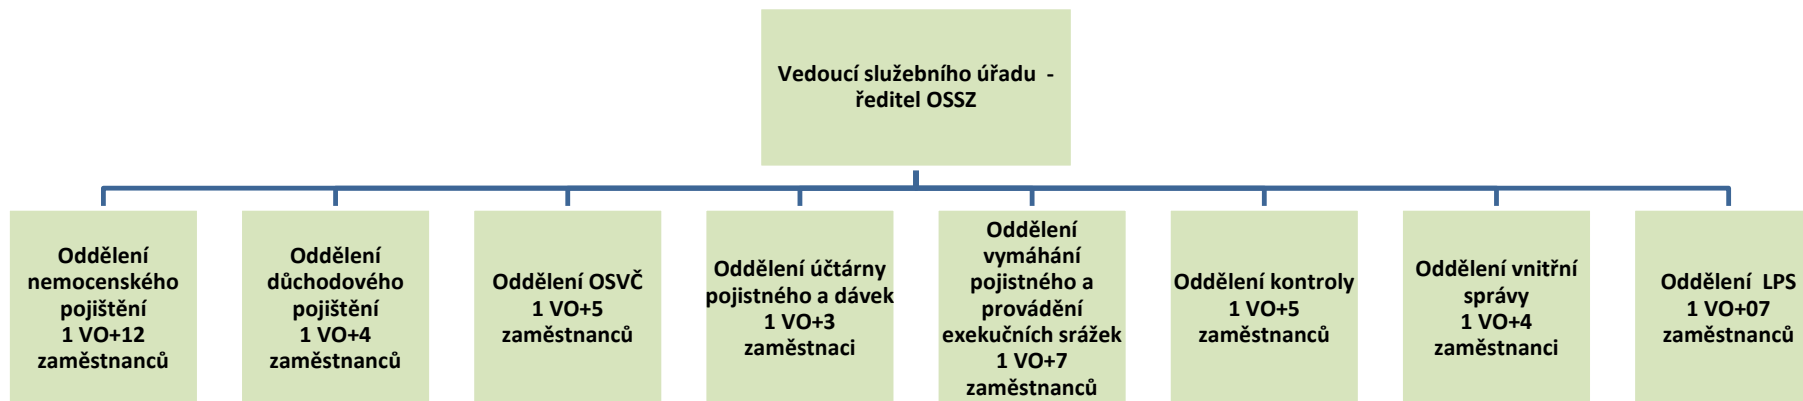 Vedoucí služebního úřadu -
ředitel OSSZ
Oddělení
nemocenského
pojištění
1 VO+12
zaměstnanců
Oddělení
důchodového
pojištění
1 VO+4
zaměstnanců
Oddělení OSVČ
1 VO+5
zaměstnanců
Oddělení účtárny
pojistného a dávek
1 VO+3
zaměstnaci
Oddělení
vymáhání
pojistného a
provádění
exekučních srážek
1 VO+7
zaměstnanců
Oddělení kontroly
1 VO+5
zaměstnanců
Oddělení vnitřní
správy
1 VO+4
zaměstnanci
Oddělení  LPS
1 VO+07
zaměstnanců